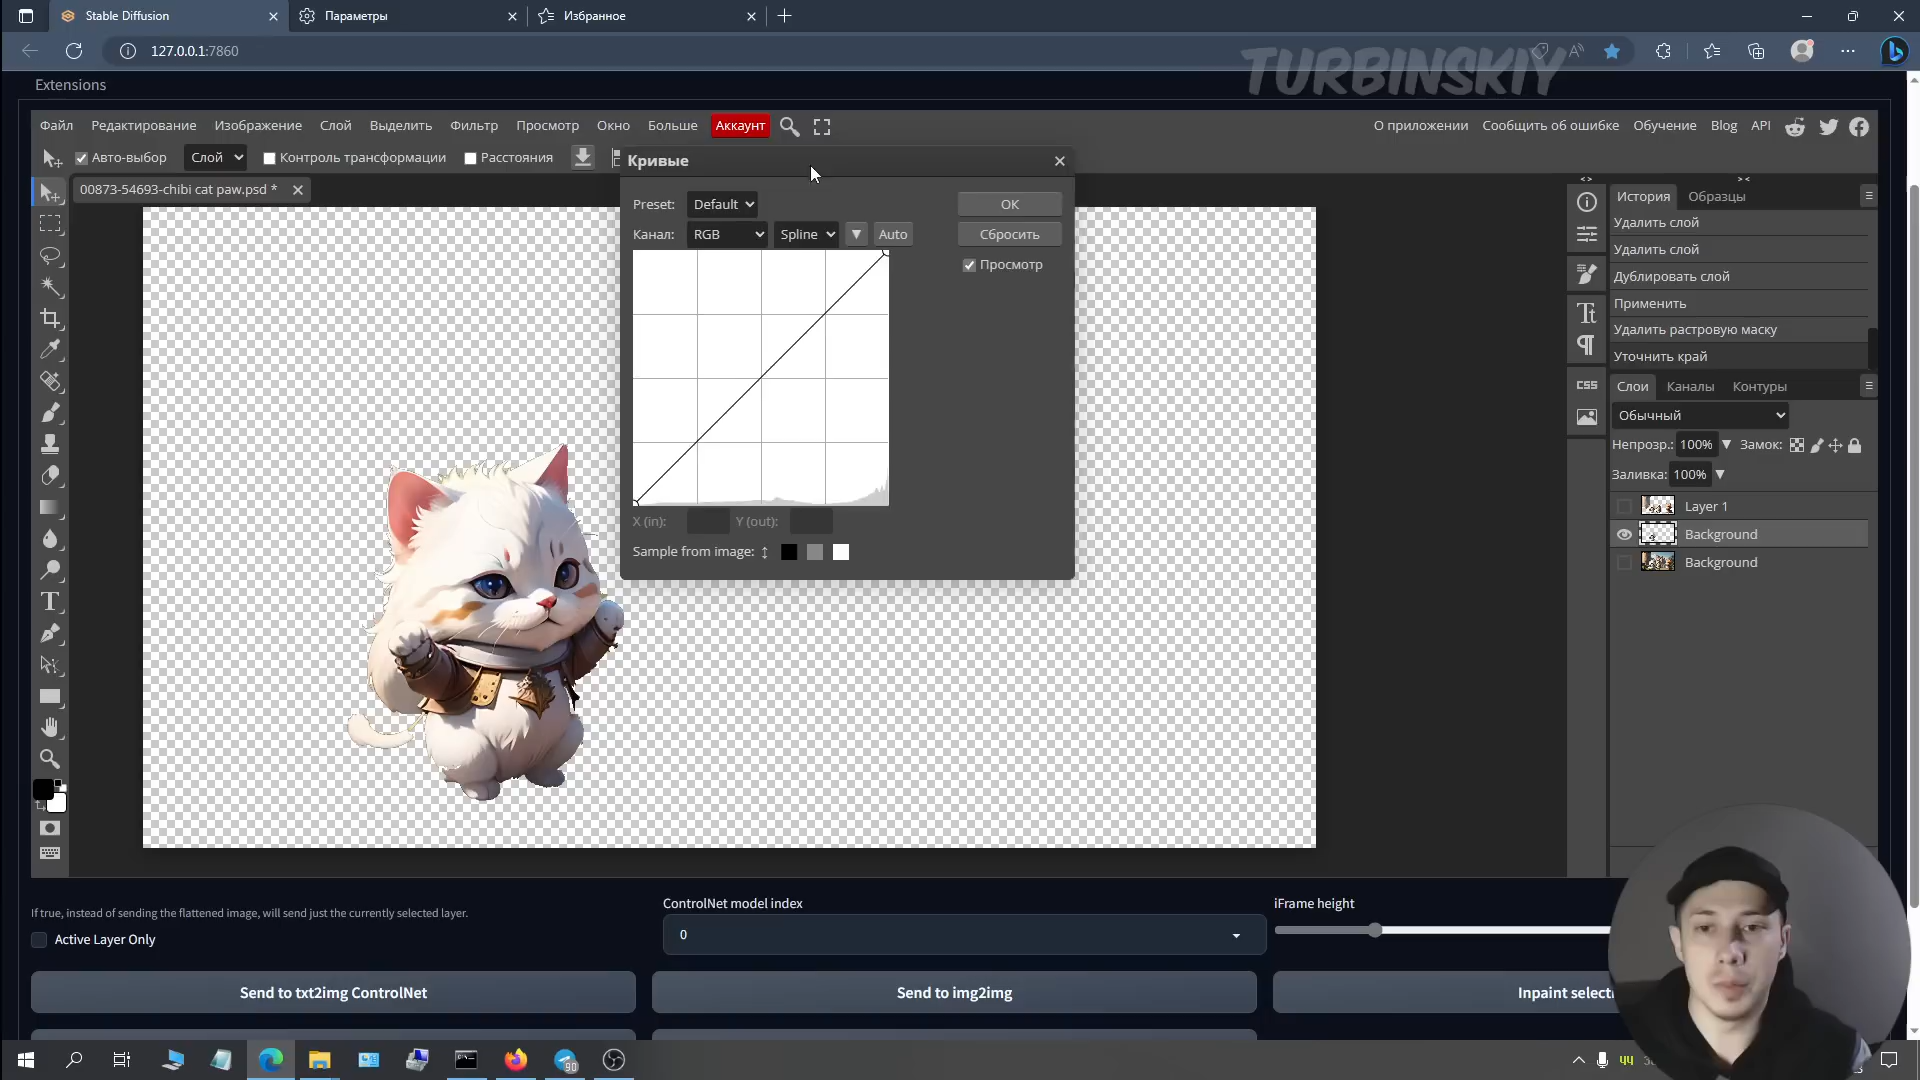 Stable Diffusion
Параметры
Избранное
127.0.0.1:7860
TURBINSKIY
Extensions
Файл Редактирование Изображение Слой Выделить Фильтр Просмотр Окно Больше Аккаунт
О приложении Сообщить об ошибке Обучение Blog API
Авто-выбор Слой Контроль трансформации Расстояния
Кривые
00873-54693-chibi cat paw.psd *
Preset: Default OK
Канал: RGB Spline Auto Сбросить
Просмотр
X (in): Y (out):
Sample from image:
История Образцы
Удалить слой
Удалить слой
Дублировать слой
Применить
Удалить растровую маску
Уточнить край
CSS
Слои Каналы Контуры
Обычный
Непрозр.: 100% Замок:
Заливка: 100%
Layer 1
Background
Background
If true, instead of sending the flattened image, will send just the currently selected layer.
Active Layer Only
ControlNet model index
0
iFrame height
Send to txt2img ControlNet
Send to img2img
Inpaint selecti
90